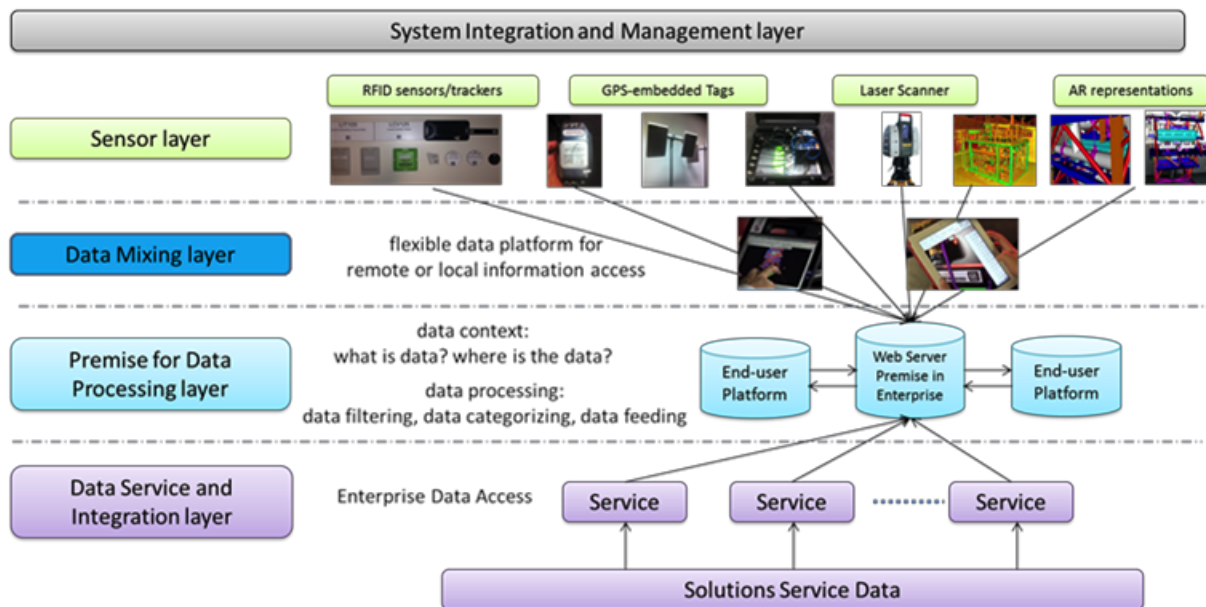 System Integration and Management layer
RFID sensors/trackers
GPS-embedded Tags
Laser Scanner
AR representations
Sensor layer
Data Mixing layer
flexible data platform for
remote or local information access
Premise for Data
Processing layer
data context:
what is data? where is the data?
data processing:
data filtering, data categorizing, data feeding
End-user
Platform
Web Server
Premise in
Enterprise
End-user
Platform
Data Service and
Integration layer
Enterprise Data Access
Service
Service
Service
Solutions Service Data